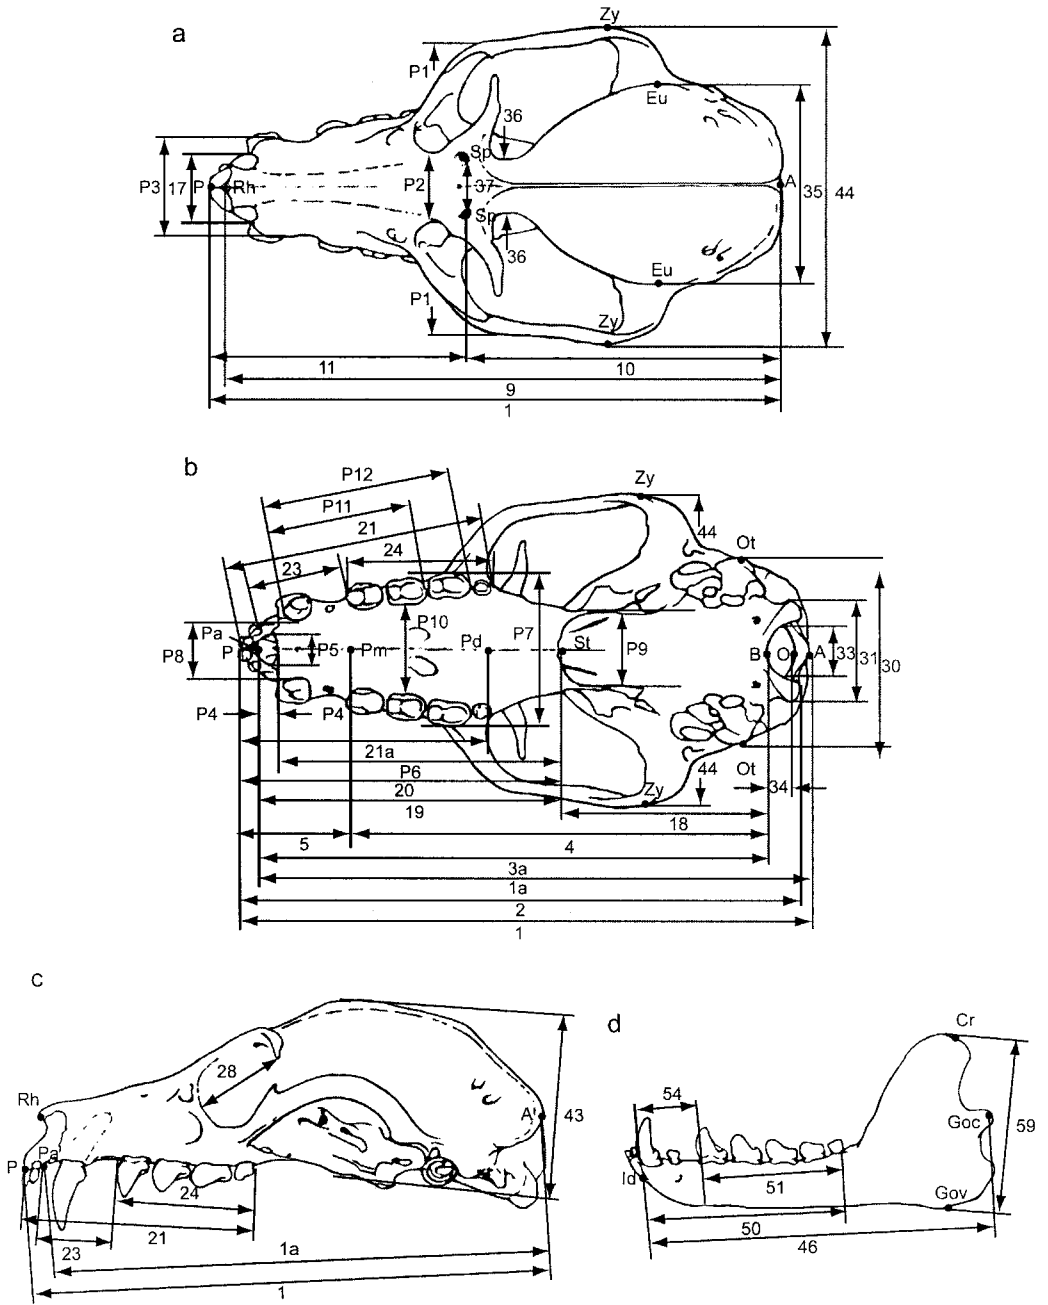 a
Zy
P1
Eu
36
Sp
P3 17 P Rh P2 37 A 35 44
Sp
36
Eu
P1
Zy
11 10
9
1
b
P12
Zy
P11
21
44
24
Ot
23
Pa
P10
P8 P P5 Pm Pd P7 St P9 B O A 33 31 30
P4 P4
21a
Ot
P6
44
34
20
Zy
19
18
5 4
3a
1a
2
1
c
d
Cr
28
54
Rh
A
43
Goc
59
P Pa
51
Id
24
Gov
21
50
23
1a
46
1